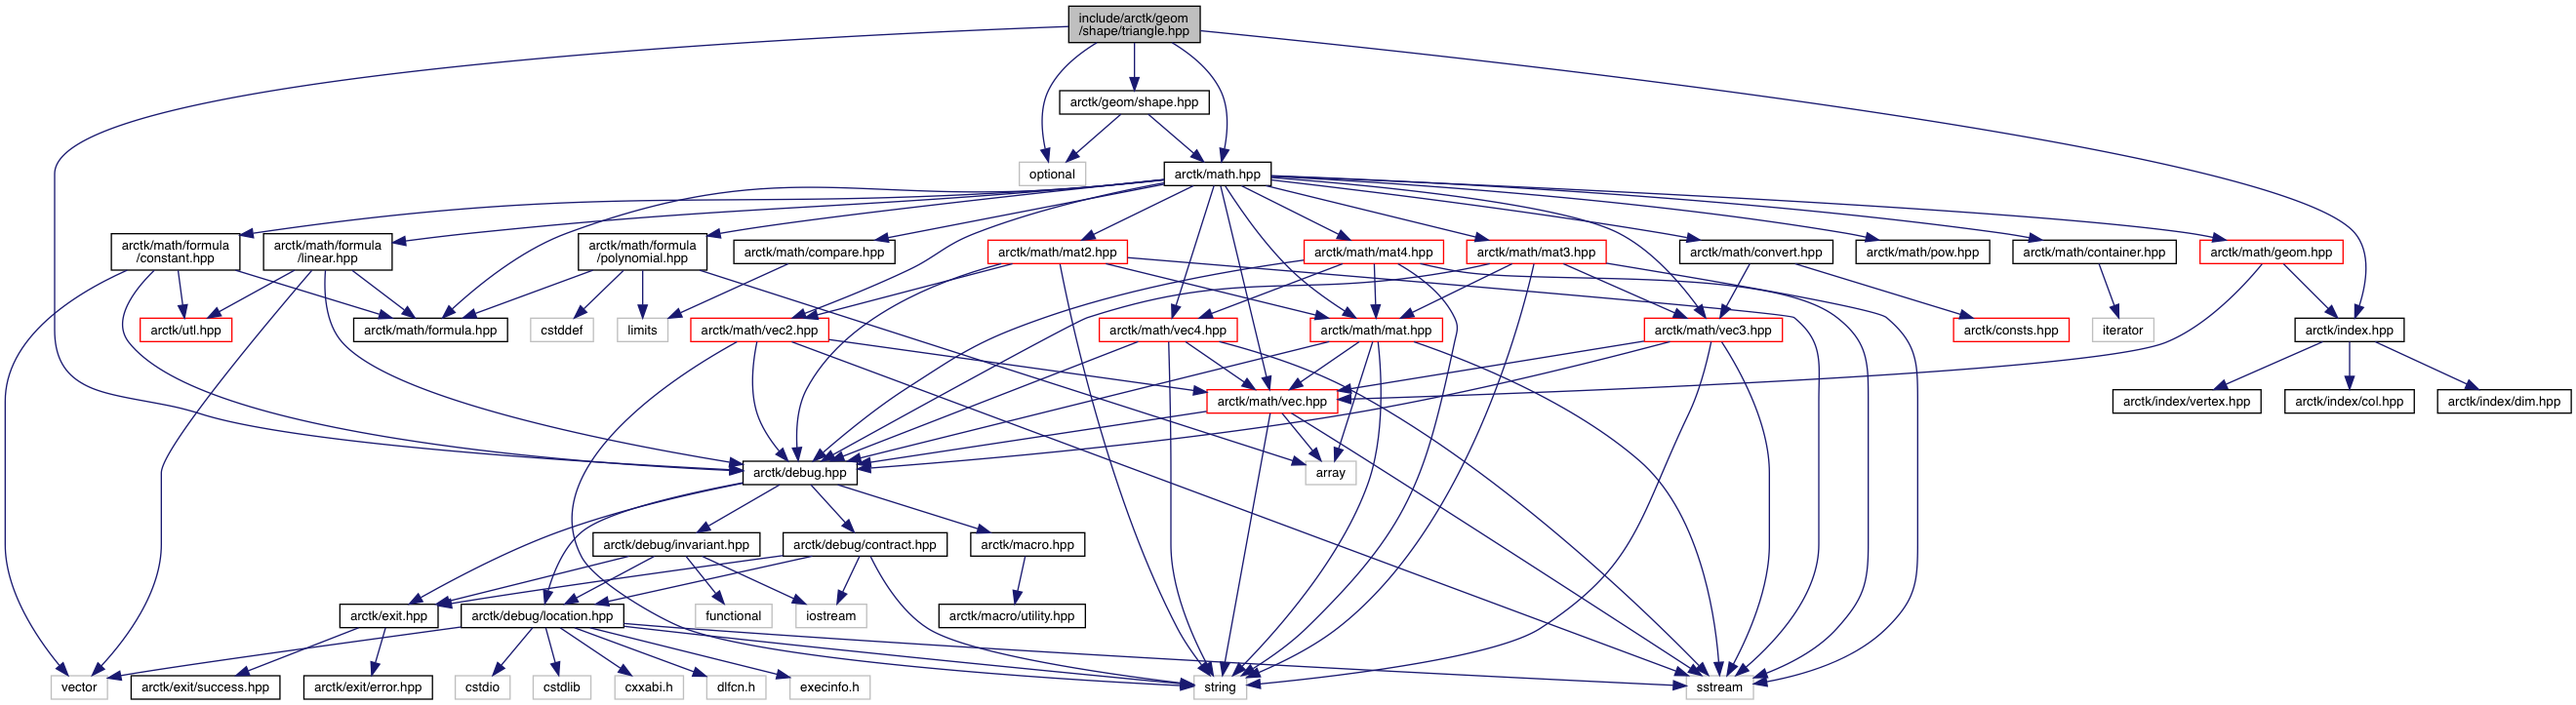 include/arctk/geom
/shape/triangle.hpp
arctk/geom/shape.hpp
optional
arctk/math.hpp
arctk/math/formula
/constant.hpp
arctk/math/formula
/linear.hpp
arctk/math/formula
/polynomial.hpp
arctk/math/compare.hpp
arctk/math/mat2.hpp
arctk/math/mat4.hpp
arctk/math/mat3.hpp
arctk/math/convert.hpp
arctk/math/pow.hpp
arctk/math/container.hpp
arctk/math/geom.hpp
arctk/utl.hpp
arctk/math/formula.hpp
cstddef
limits
arctk/math/vec2.hpp
arctk/math/vec4.hpp
arctk/math/mat.hpp
arctk/math/vec3.hpp
arctk/consts.hpp
iterator
arctk/index.hpp
arctk/math/vec.hpp
arctk/index/vertex.hpp
arctk/index/col.hpp
arctk/index/dim.hpp
arctk/debug.hpp
array
arctk/debug/invariant.hpp
arctk/debug/contract.hpp
arctk/macro.hpp
arctk/exit.hpp
arctk/debug/location.hpp
functional
iostream
arctk/macro/utility.hpp
vector
arctk/exit/success.hpp
arctk/exit/error.hpp
cstdio
cstdlib
cxxabi.h
dlfcn.h
execinfo.h
string
sstream